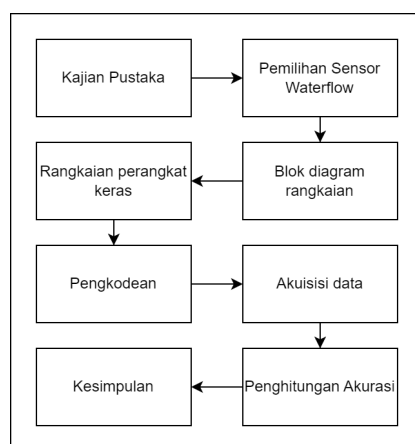 Kajian Pustaka
Pemilihan Sensor
Waterflow
Blok diagram
rangkaian
Rangkaian perangkat
keras
Pengkodean
Akuisisi data
Penghitungan Akurasi
Kesimpulan